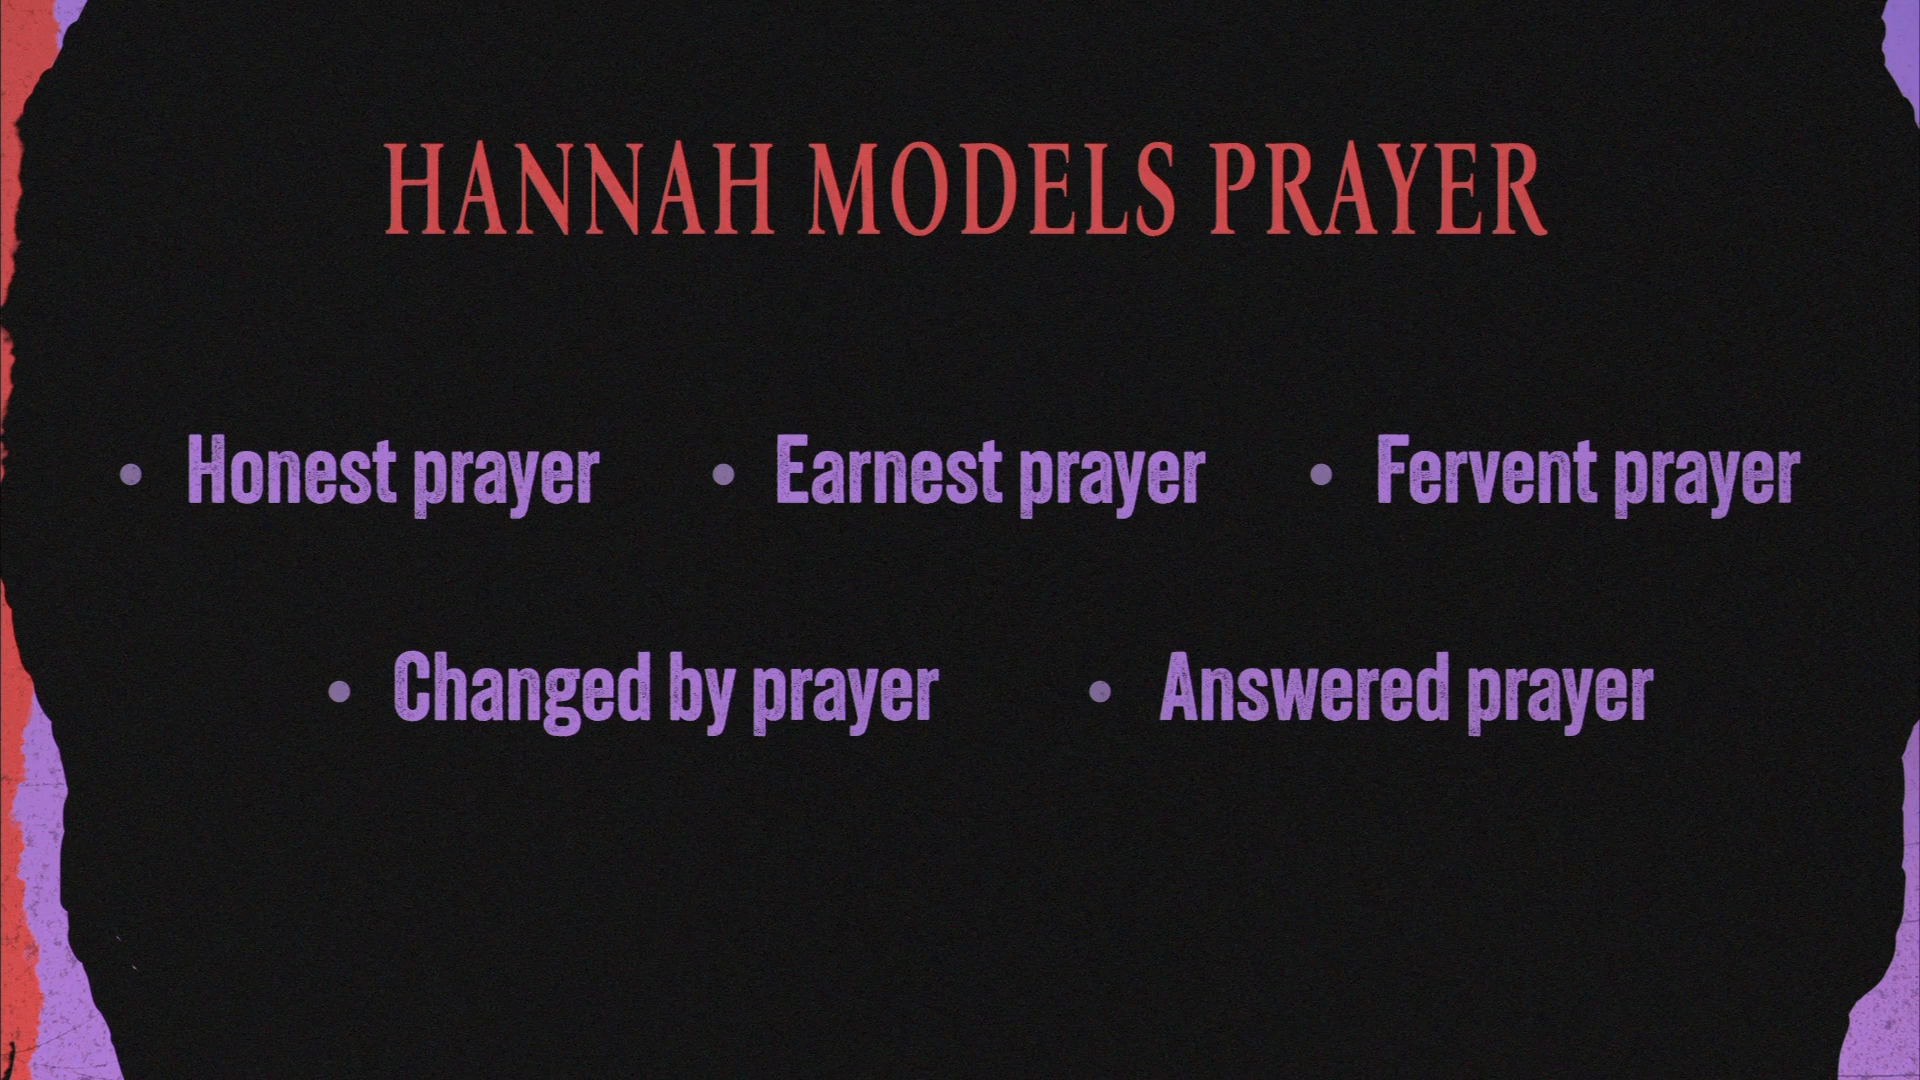 HANNAH MODELS PRAYER
• Honest prayer • Earnest prayer • Fervent prayer
• Changed by prayer • Answered prayer